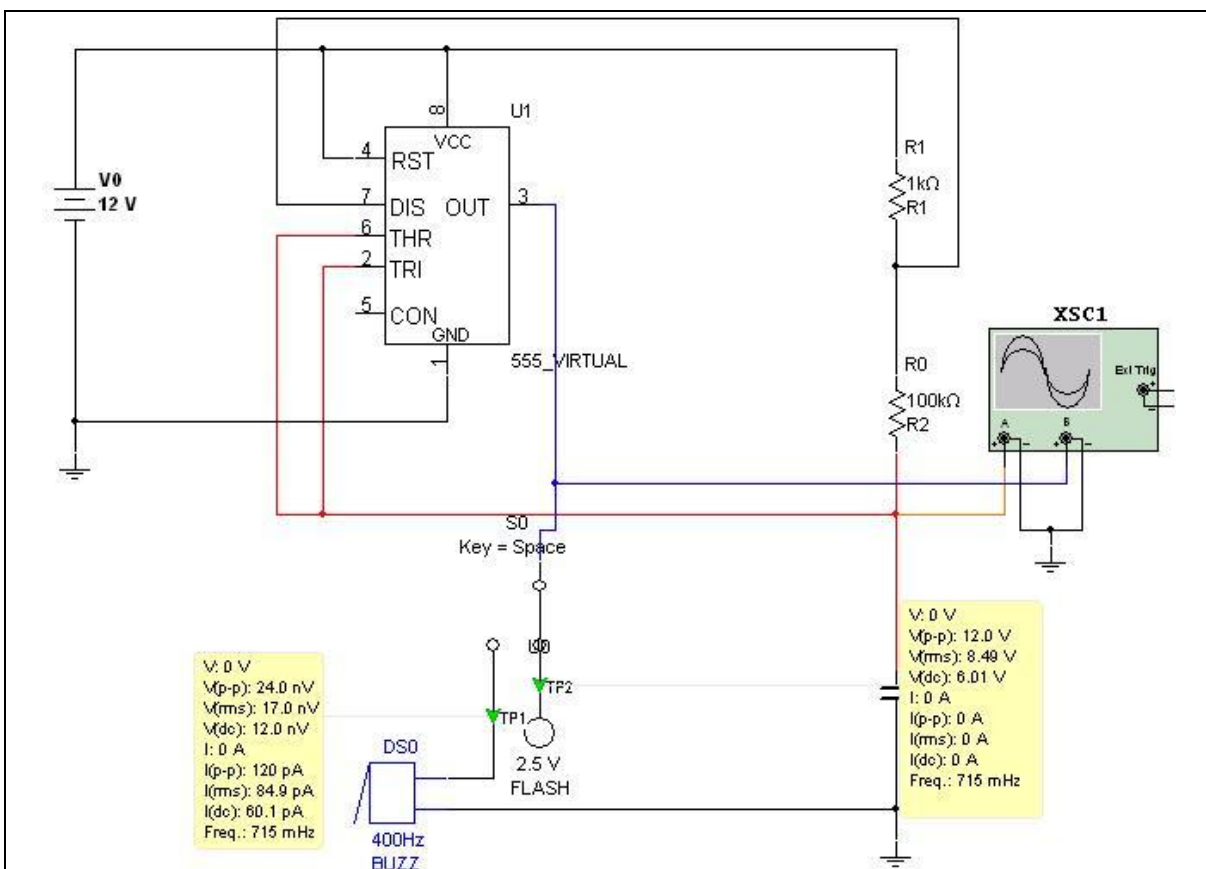 V0
12 V
U1
8
VCC
4
RST
7
DIS
OUT
3
6
THR
2
TRI
5
CON
GND
1
555_VIRTUAL
R1
1kΩ
R1
R0
100kΩ
R2
XSC1
Ext Trig
+
-
A
B
+
-
+
-
S0
Key = Space
TP1
TP2
2.5 V
FLASH
DS0
400Hz
BUZZ
V: 0 V
V(p-p): 24.0 nV
V(rms): 17.0 nV
V(dc): 12.0 nV
I: 0 A
I(p-p): 120 pA
I(rms): 84.9 pA
I(dc): 60.1 pA
Freq.: 715 mHz
V: 0 V
V(p-p): 12.0 V
V(rms): 8.49 V
V(dc): 6.01 V
I: 0 A
I(p-p): 0 A
I(rms): 0 A
I(dc): 0 A
Freq.: 715 mHz